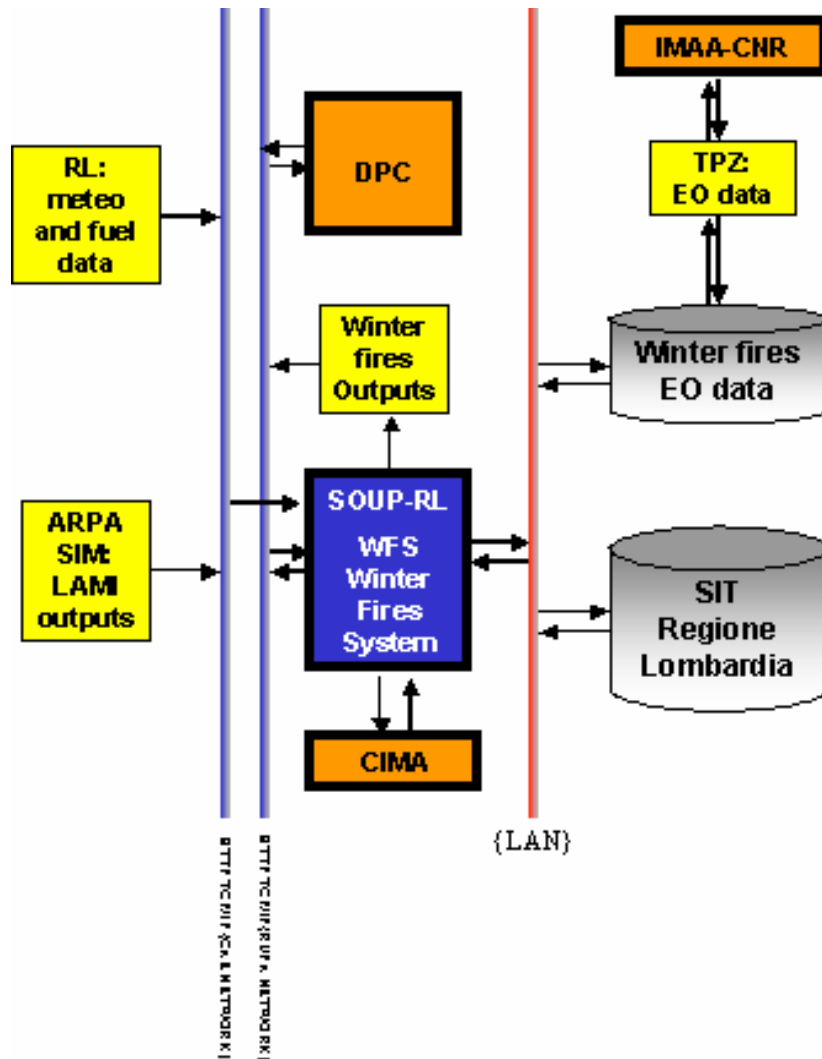 IMAA-CNR
RL:
meteo
and fuel
data
DPC
TPZ:
EO data
Winter
fires
Outputs
Winter fires
EO data
ARPA
SIM:
LAMI
outputs
SOUP-RL
WFS
Winter
Fires
System
SIT
Regione
Lombardia
CIMA
{LAN}